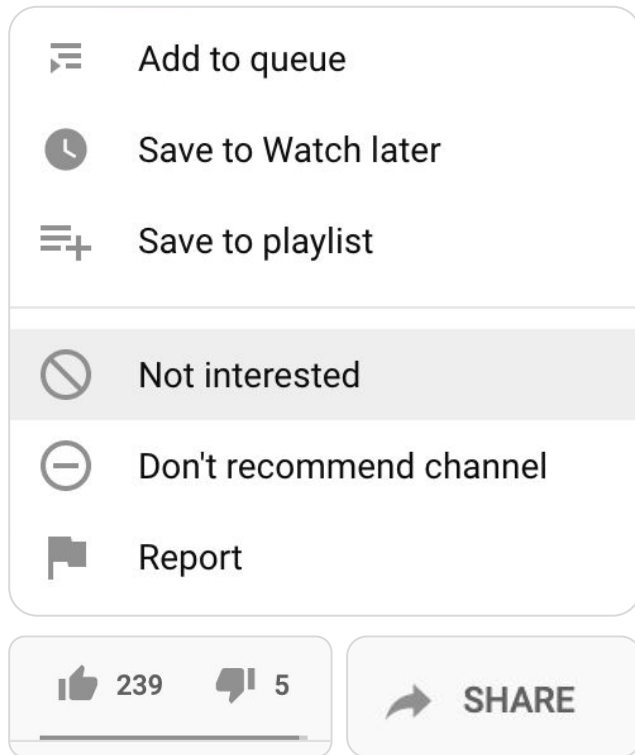 Add to queue
Save to Watch later
Save to playlist
Not interested
Don't recommend channel
Report
239 5
SHARE